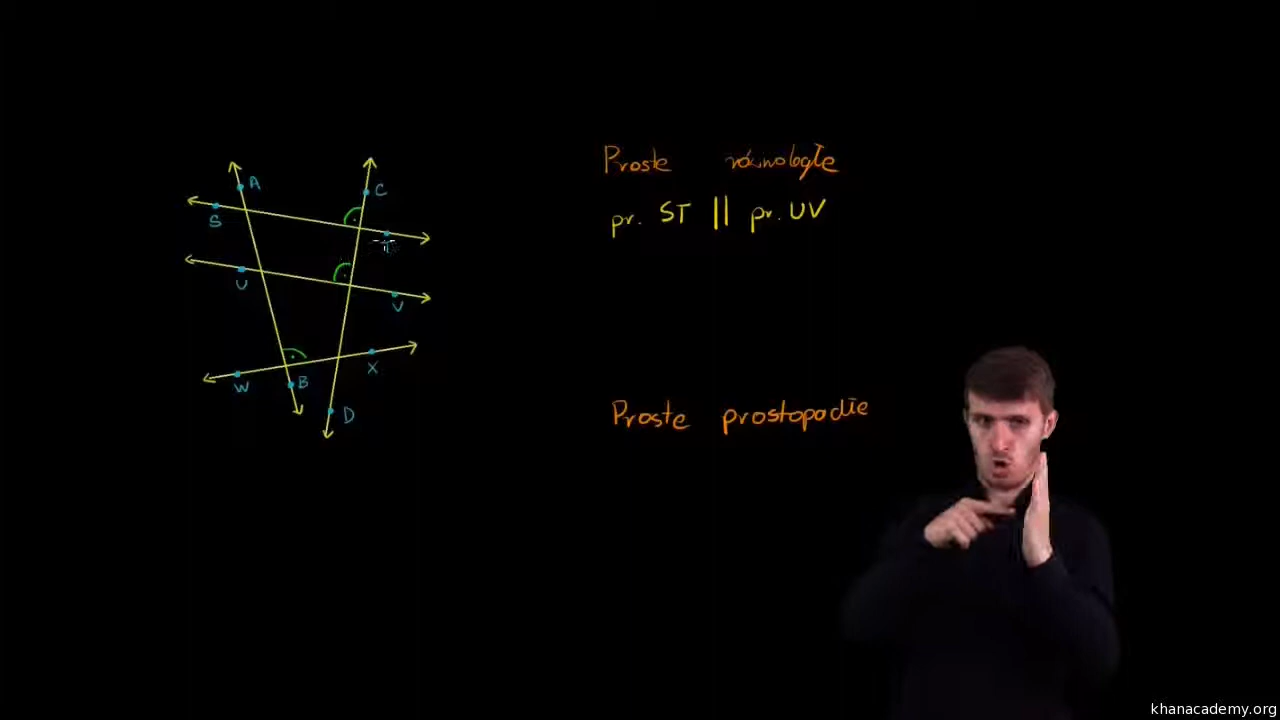 Proste równoległe
pr. ST || pr. UV
A
C
S
T
U
V
W
B
X
D
Proste prostopadłe
khanacademy.org